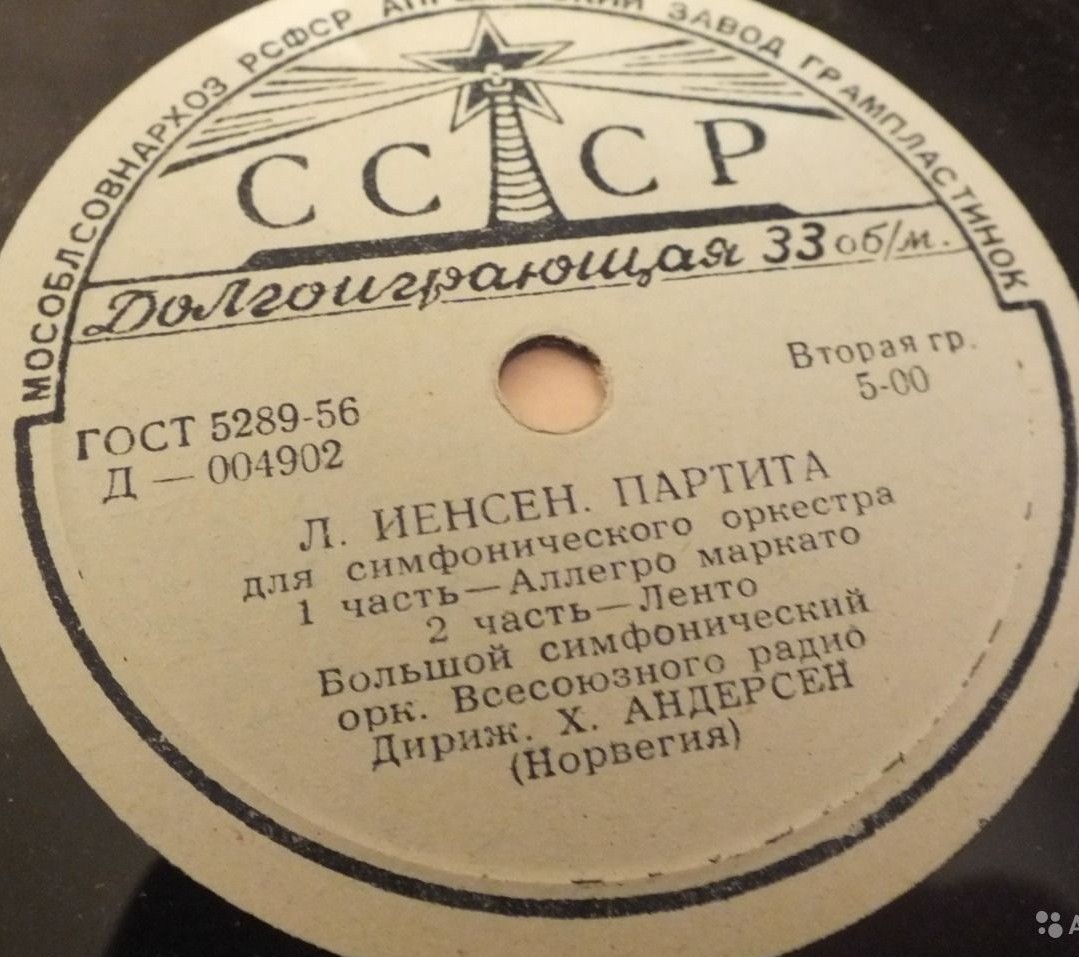 МОСОБЛСОВНАРХОЗ РСФСР ЗАВОД ГРАМПЛАСТИНОК
СССР
Долгоиграющая 33 об/м.
Вторая гр.
5-00
ГОСТ 5289-56
Д — 004902
Л. ИЕНСЕН. ПАРТИТА
для симфонического оркестра
1 часть—Аллегро маркато
2 часть—Ленто
Большой симфонический
орк. Всесоюзного радио
Дириж. Х. АНДЕРСЕН
(Норвегия)